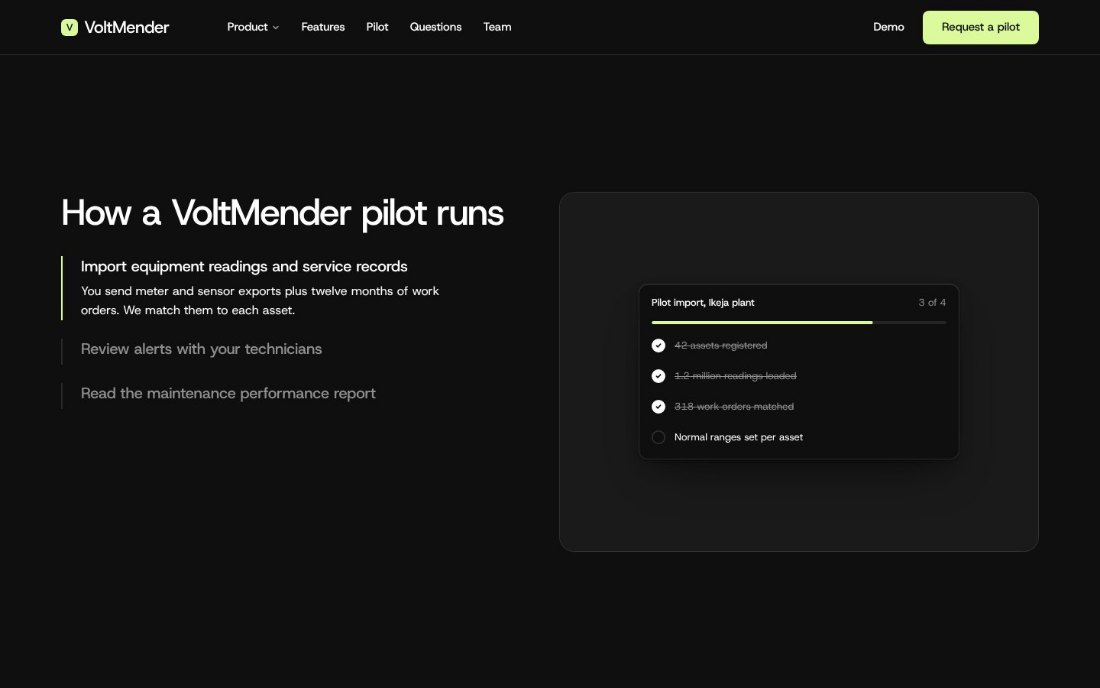 V VoltMender
Product
Features
Pilot
Questions
Team
Demo
Request a pilot
How a VoltMender pilot runs
Import equipment readings and service records
You send meter and sensor exports plus twelve months of work
orders. We match them to each asset.
Review alerts with your technicians
Read the maintenance performance report
Pilot import, Ikeja plant
3 of 4
42 assets registered
1.2 million readings loaded
318 work orders matched
Normal ranges set per asset